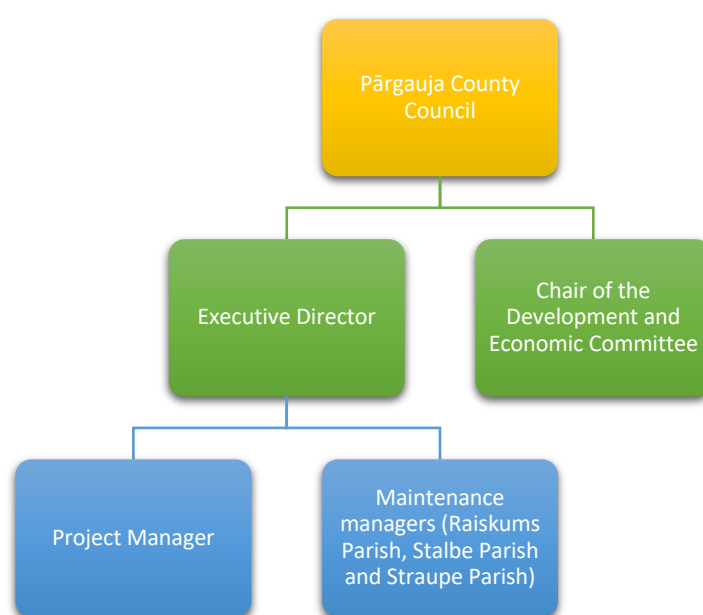 Pārgauja County
Council
Executive Director
Chair of the
Development and
Economic Committee
Project Manager
Maintenance
managers (Raiskums
Parish, Stalbe Parish
and Straupe Parish)